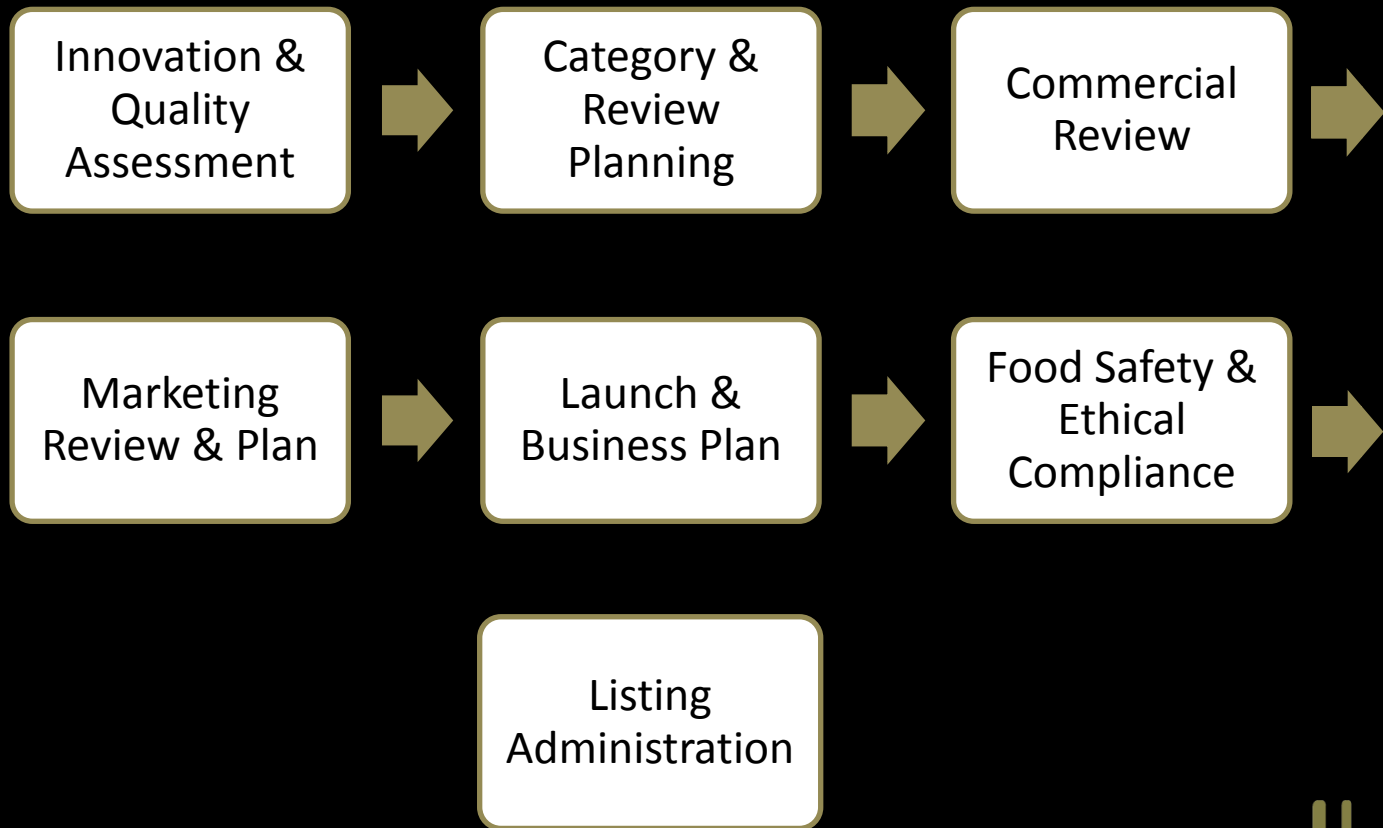 Innovation &
Quality
Assessment
Category &
Review
Planning
Commercial
Review
Marketing
Review & Plan
Launch &
Business Plan
Food Safety &
Ethical
Compliance
Listing
Administration